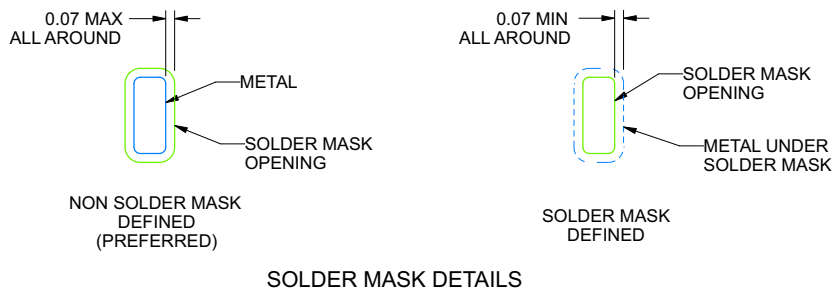 0.07 MAX
ALL AROUND
METAL
SOLDER MASK
OPENING
NON SOLDER MASK
DEFINED
(PREFERRED)
0.07 MIN
ALL AROUND
SOLDER MASK
OPENING
METAL UNDER
SOLDER MASK
SOLDER MASK
DEFINED
SOLDER MASK DETAILS